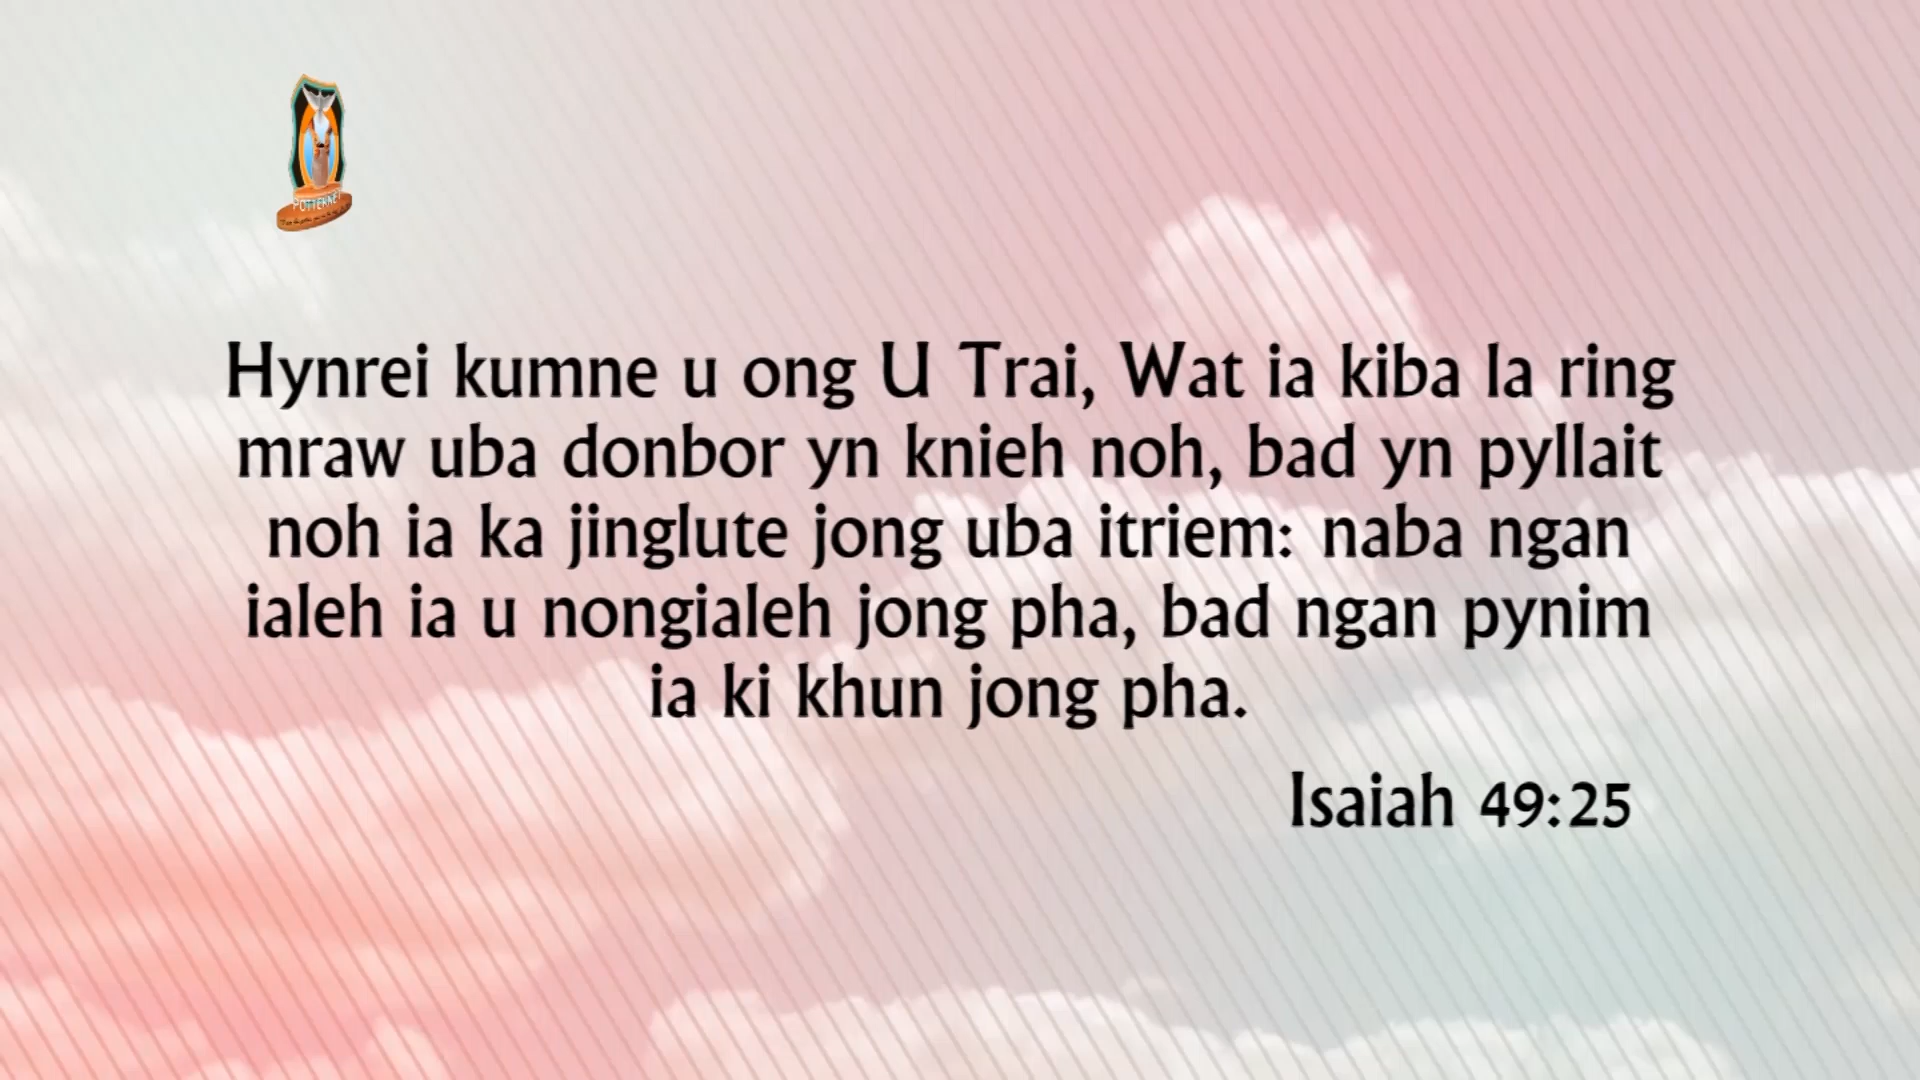 POTTERNET
Hynrei kumne u ong U Trai, Wat ia kiba la ring
mraw uba donbor yn knieh noh, bad yn pyllait
noh ia ka jinglute jong uba itriem: naba ngan
ialeh ia u nongialeh jong pha, bad ngan pynim
ia ki khun jong pha.
Isaiah 49:25